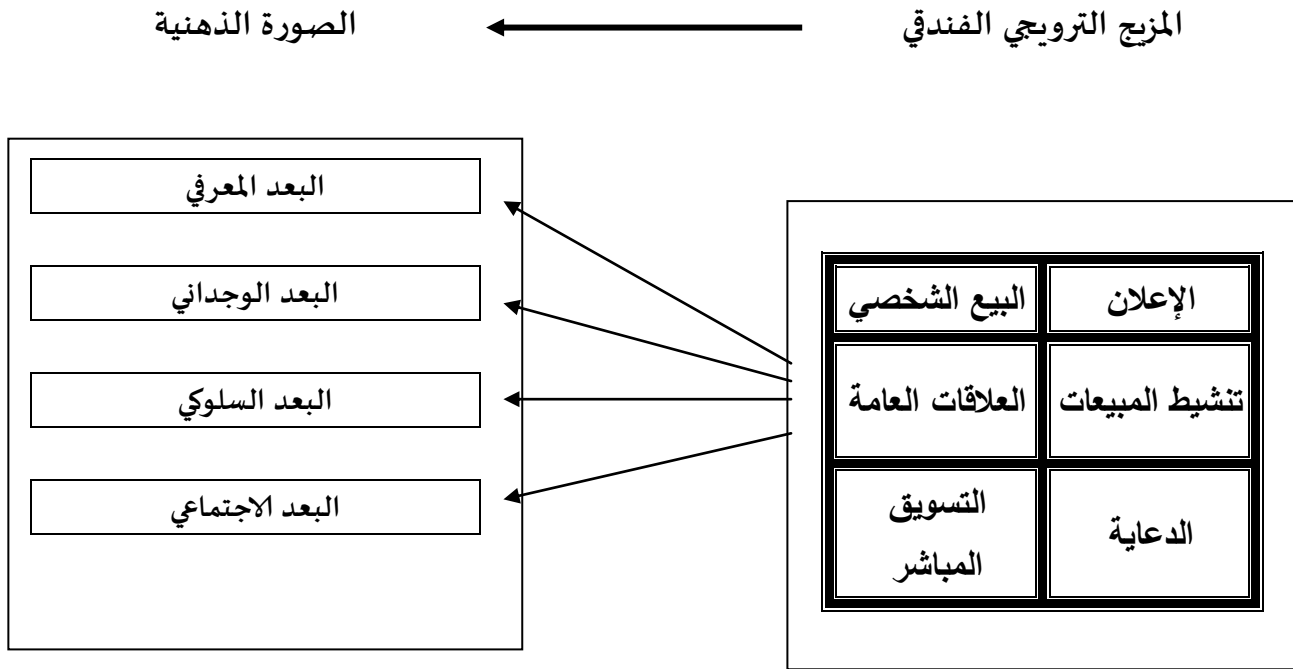 المزيج الترويجي الفندقي
الصورة الذهنية
الإعلان
البيع الشخصي
تنشيط المبيعات
العلاقات العامة
الدعاية
التسويق
المباشر
البعد المعرفي
البعد الوجداني
البعد السلوكي
البعد الاجتماعي